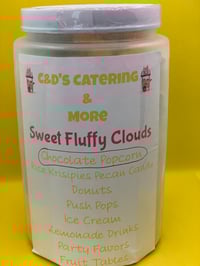 C&D's Catering
&
More
Sweet Fluffy Clouds
Chocolate Popcorn
Rice Krispies Pecan Candy
Donuts
Push Pops
Ice Cream
Lemonade Drinks
Party Favors
Fruit Tables